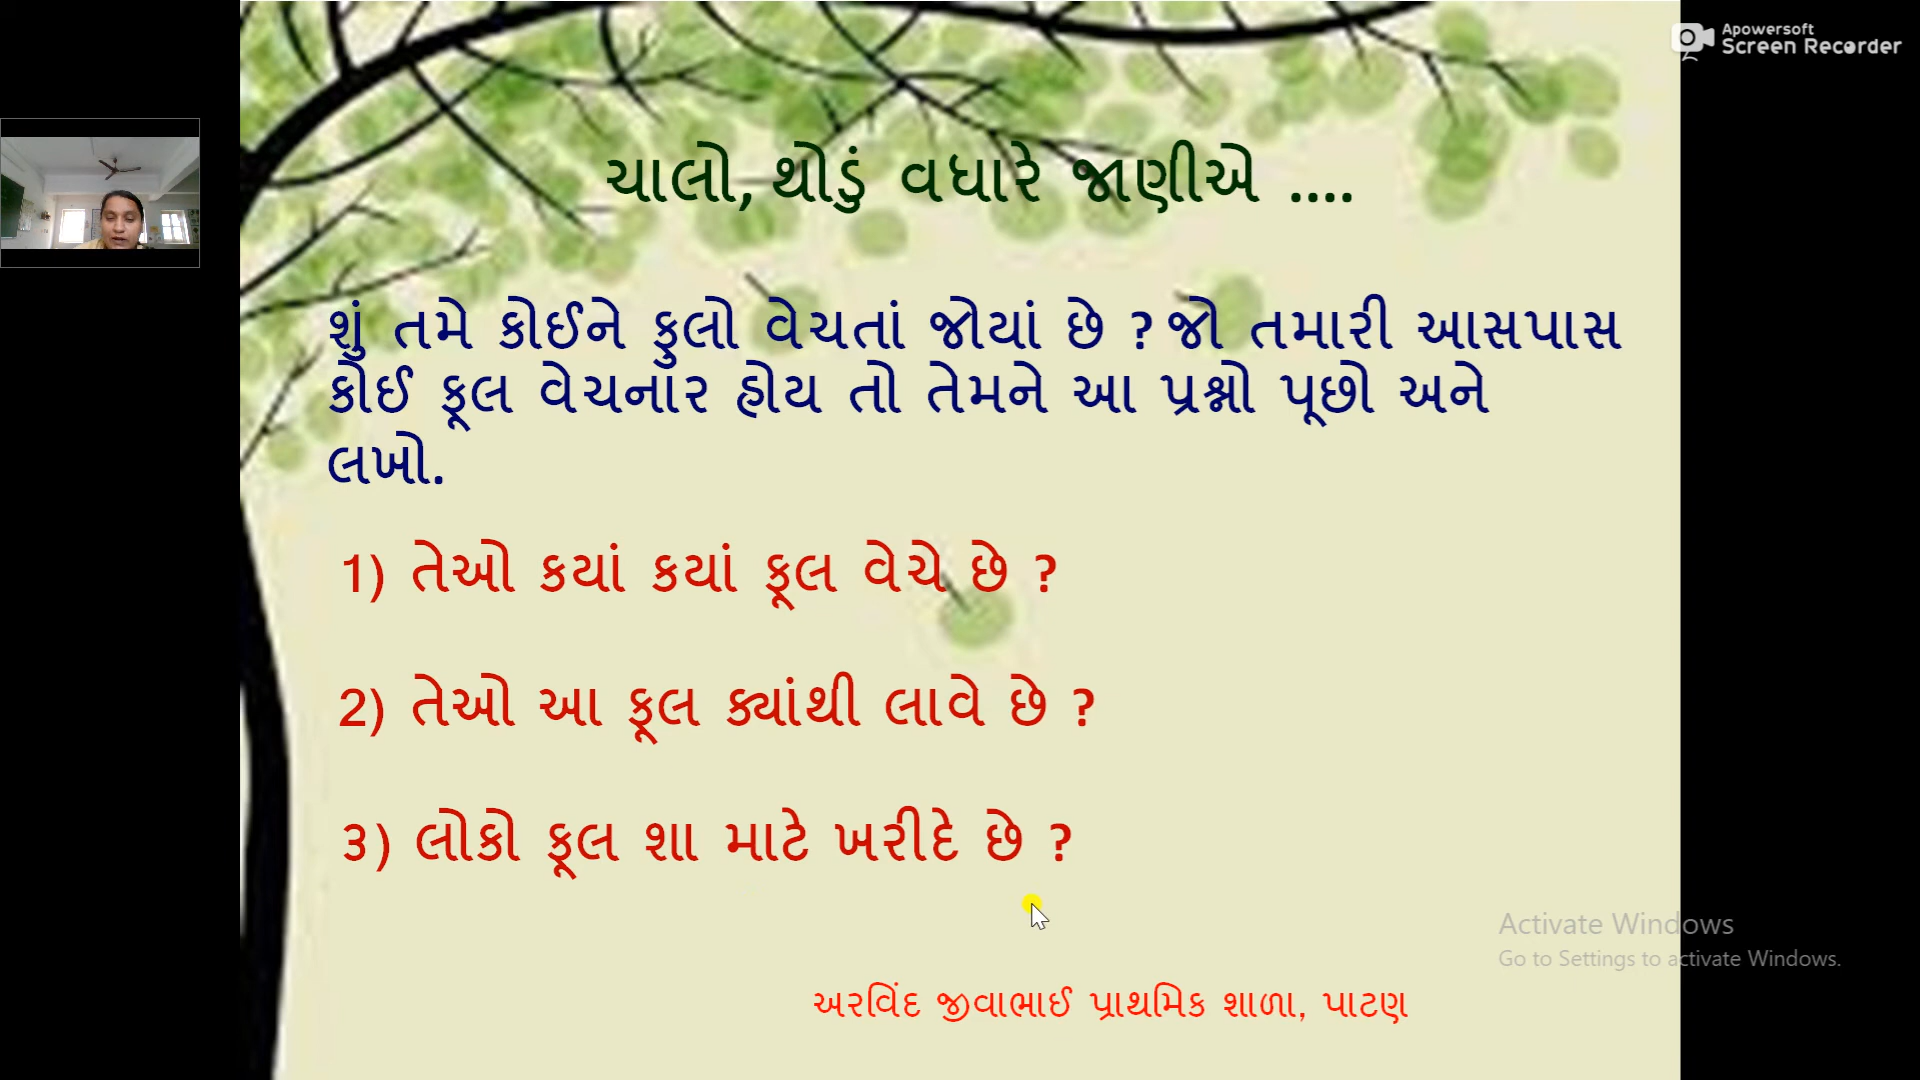 Apowersoft
Screen Recorder
ચાલો, થોડું વધારે જાણીએ ....
શું તમે કોઈને ફુલો વેચતાં જોયાં છે ? જો તમારી આસપાસ
કોઈ ફૂલ વેચનાર હોય તો તેમને આ પ્રશ્નો પૂછો અને
લખો.
1) તેઓ કયાં કયાં ફૂલ વેચે છે ?
2) તેઓ આ ફૂલ ક્યાંથી લાવે છે ?
૩) લોકો ફૂલ શા માટે ખરીદે છે ?
Activate Windows
Go to Settings to activate Windows.
અરવિંદ જીવાભાઈ પ્રાથમિક શાળા, પાટણ